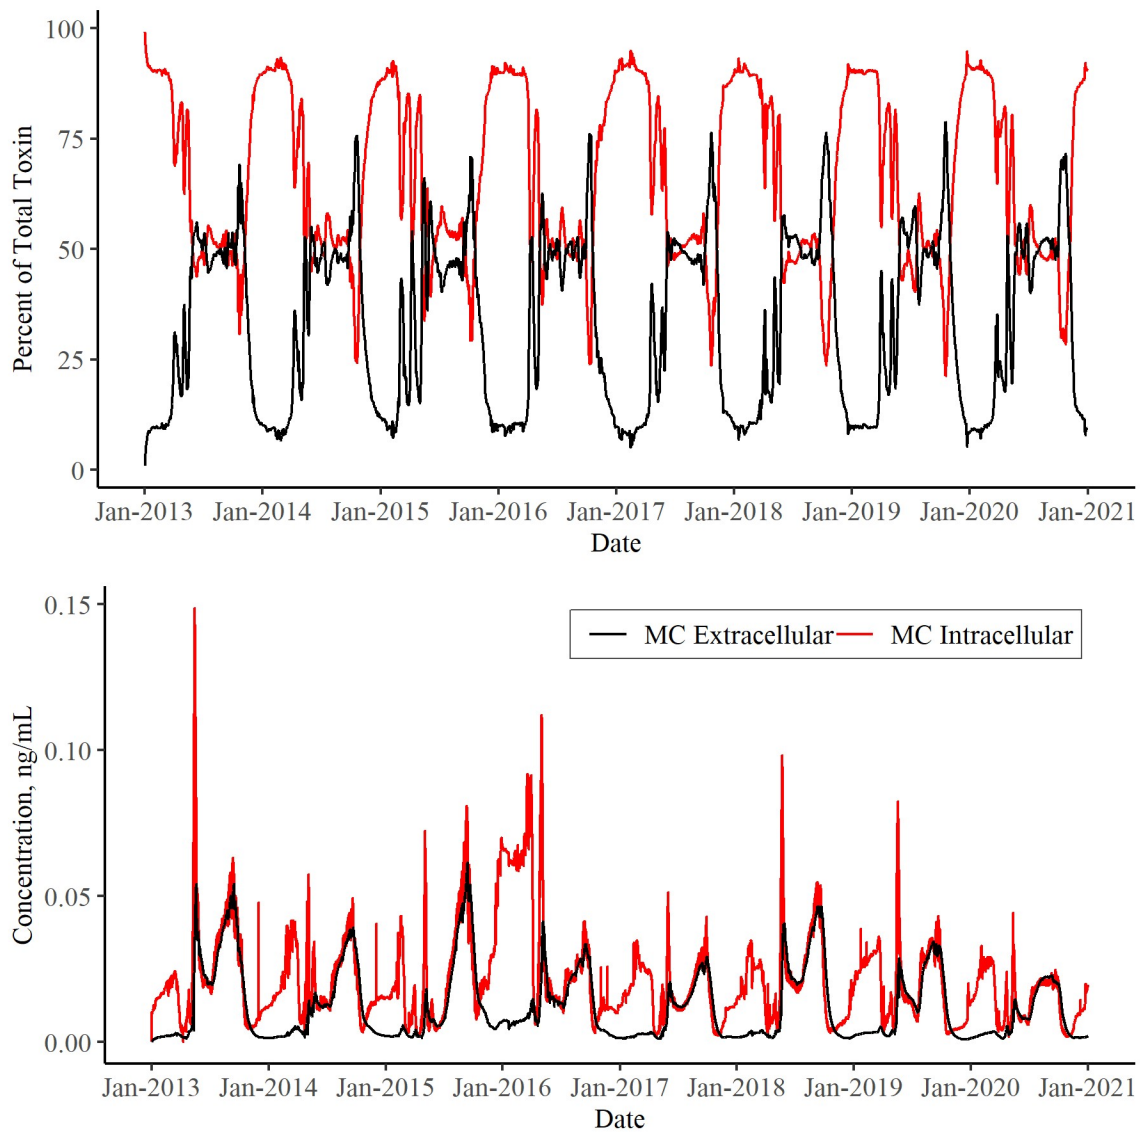 Percent of Total Toxin
100
75
50
25
0
Jan-2013 Jan-2014 Jan-2015 Jan-2016 Jan-2017 Jan-2018 Jan-2019 Jan-2020 Jan-2021
Date
Concentration, ng/mL
0.15
0.10
0.05
0.00
MC Extracellular MC Intracellular
Jan-2013 Jan-2014 Jan-2015 Jan-2016 Jan-2017 Jan-2018 Jan-2019 Jan-2020 Jan-2021
Date